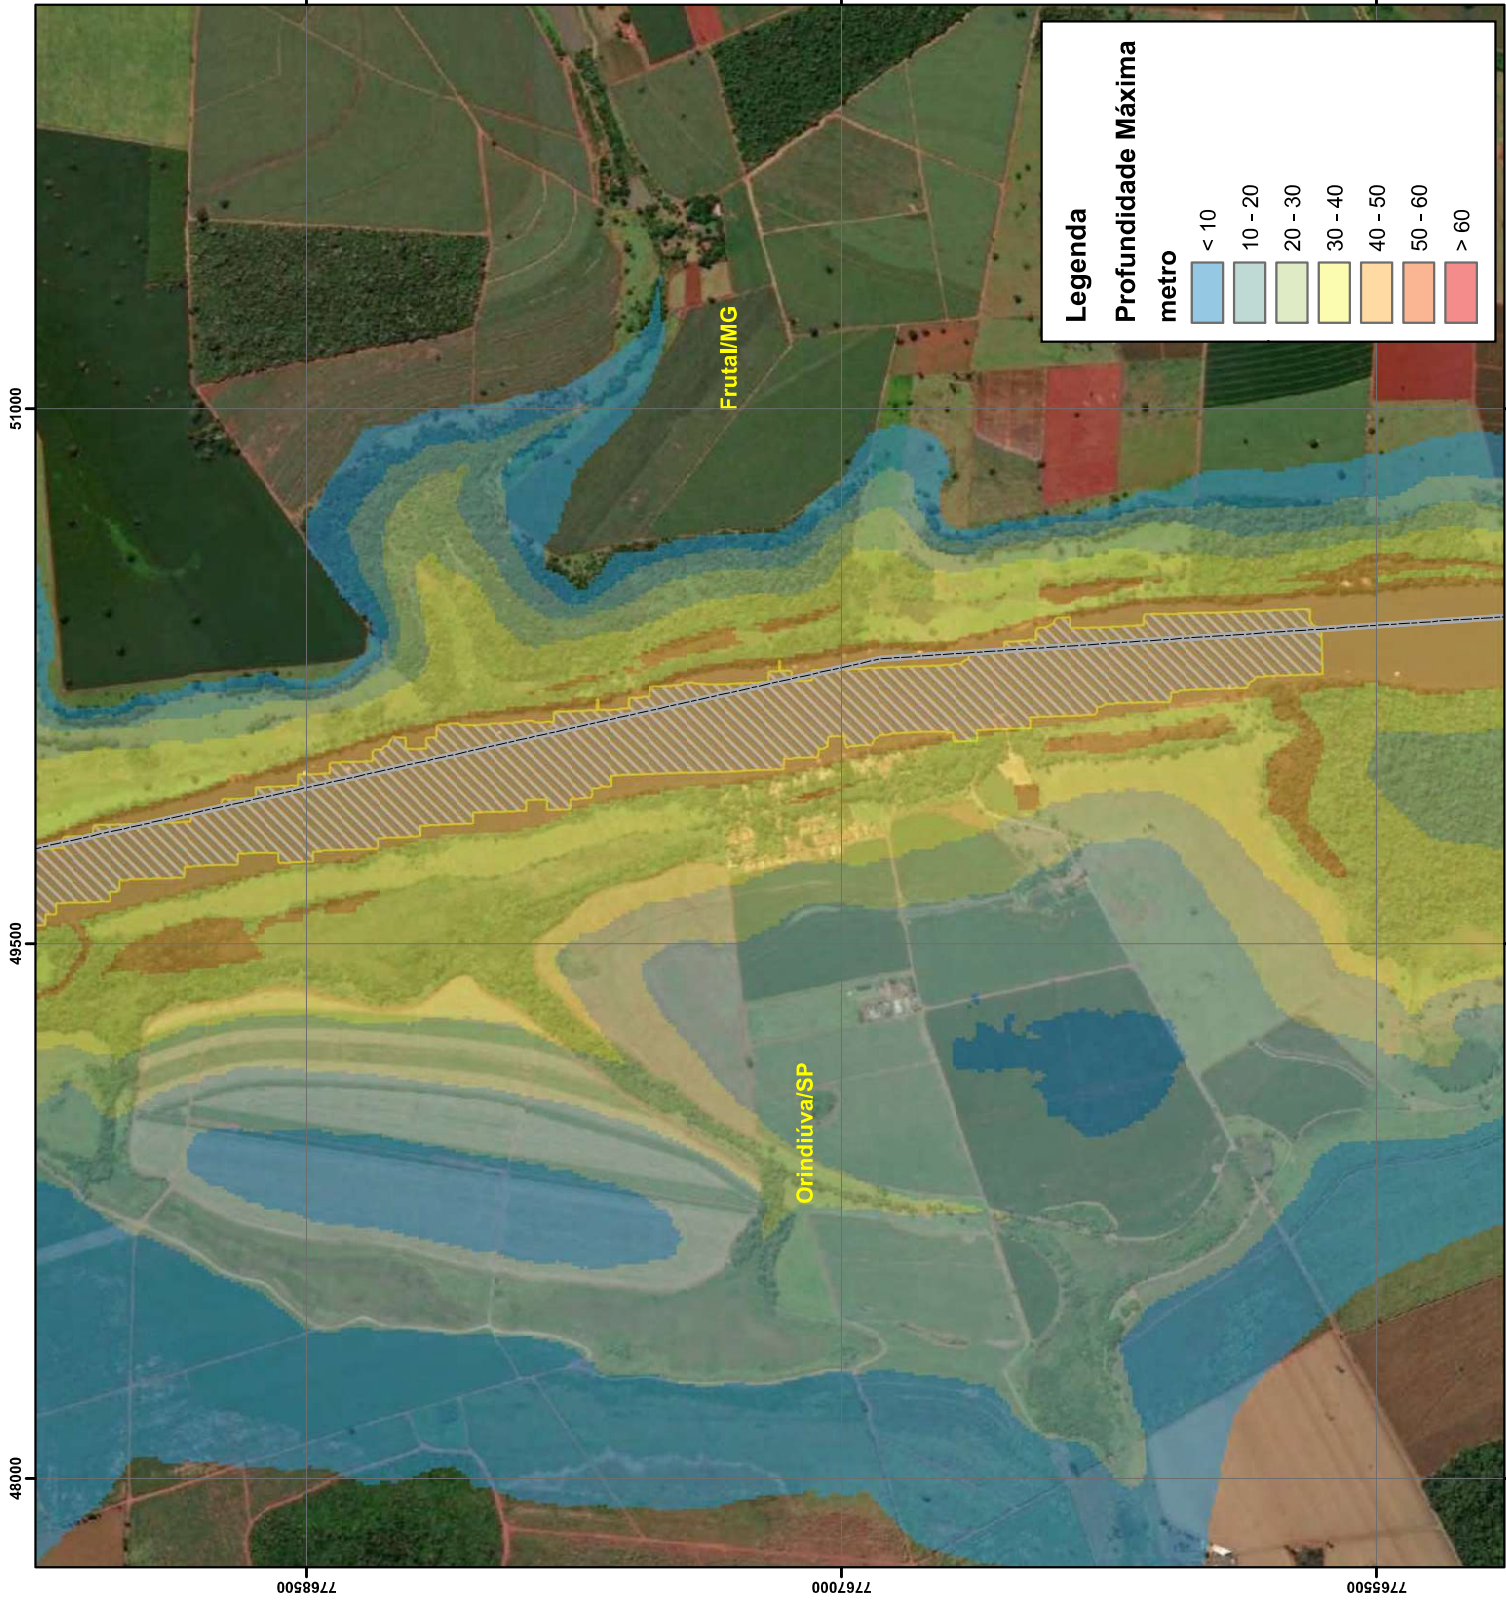 Legenda
Profundidade Máxima
metro
< 10
10 - 20
20 - 30
30 - 40
40 - 50
50 - 60
> 60
Frutal/MG
Orindiúva/SP
51000
49500
48000
7768500
7767000
7765500